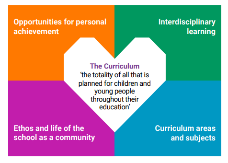 Opportunities for personal
achievement
Interdisciplinary
learning
The Curriculum
'the totality of all that is
planned for children and
young people
throughout their
education'
Ethos and life of the
school as a community
Curriculum areas
and subjects